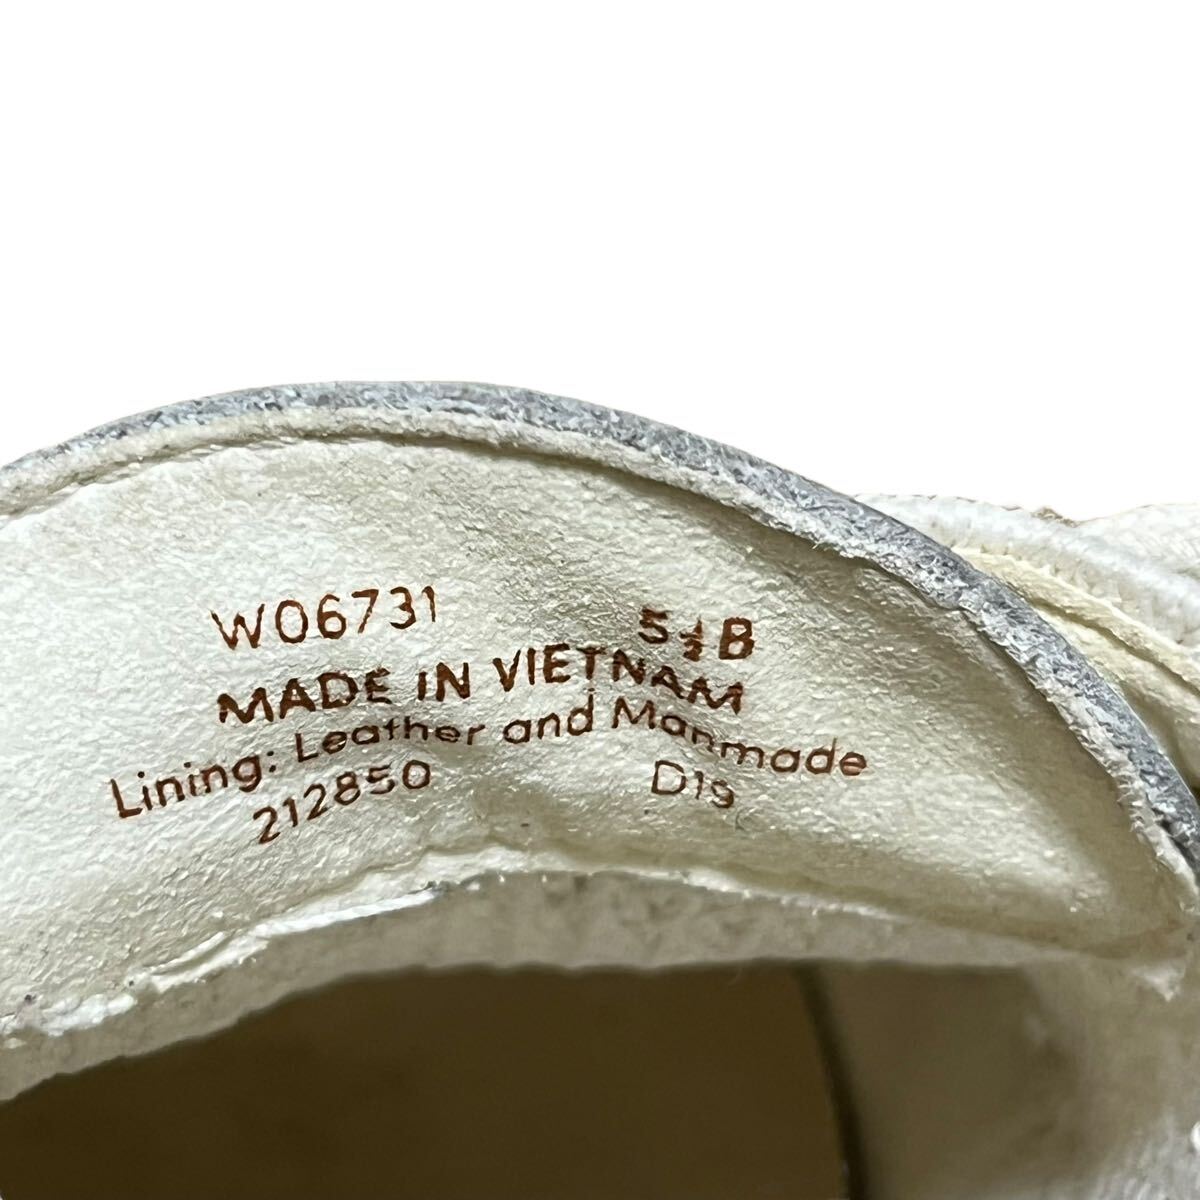 W06731 5½B
MADE IN VIETNAM
Lining: Leather and Manmade
212850 D19